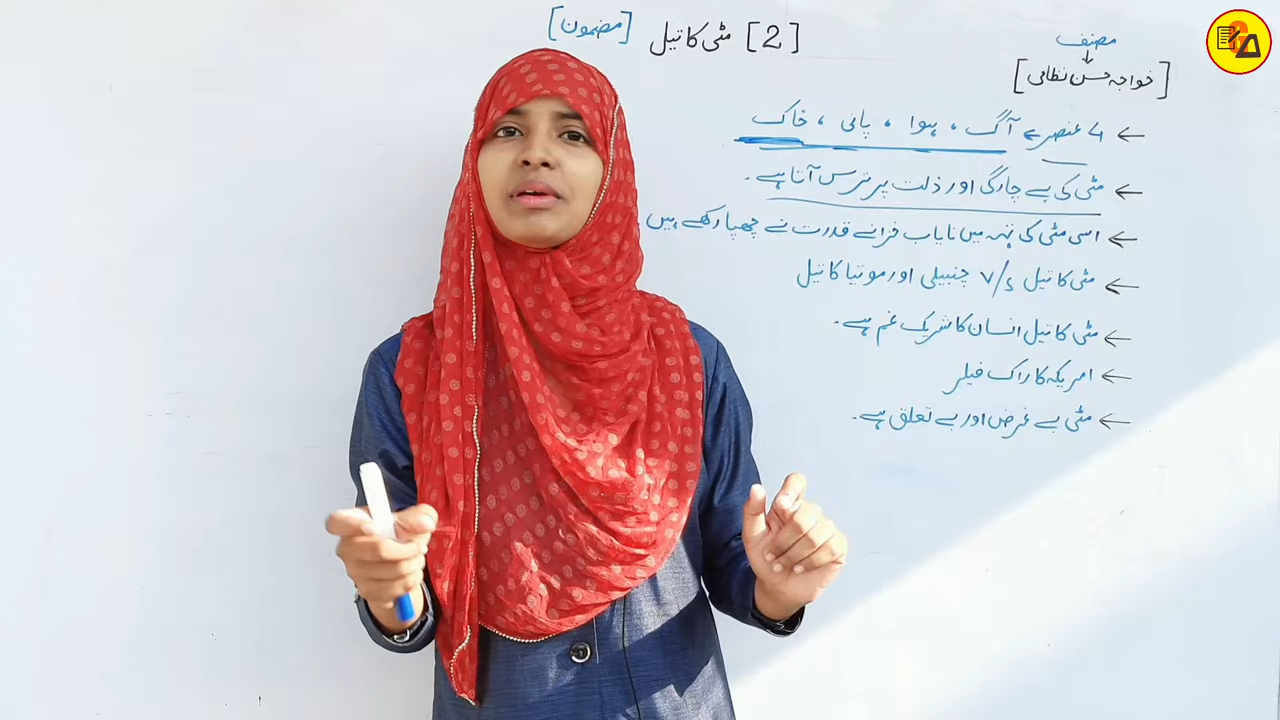 [2] مٹی کا تیل [مضمون]
مصنف
↓
[خواجہ حسن نظامی]
← 4 عنصر → آگ ، ہوا ، پانی ، خاک
← مٹی کی بے چارگی اور ذلت پر ترس آتا ہے ۔
← اسی مٹی کی تہہ میں نایاب خزانے قدرت نے چھپا رکھے ہیں
← مٹی کا تیل v/s چنبیلی اور موتیا کا تیل
← مٹی کا تیل انسان کا شریکِ غم ہے ۔
← امریکہ کا راک فیلر
← مٹی بے غرض اور بے تعلق ہے ۔